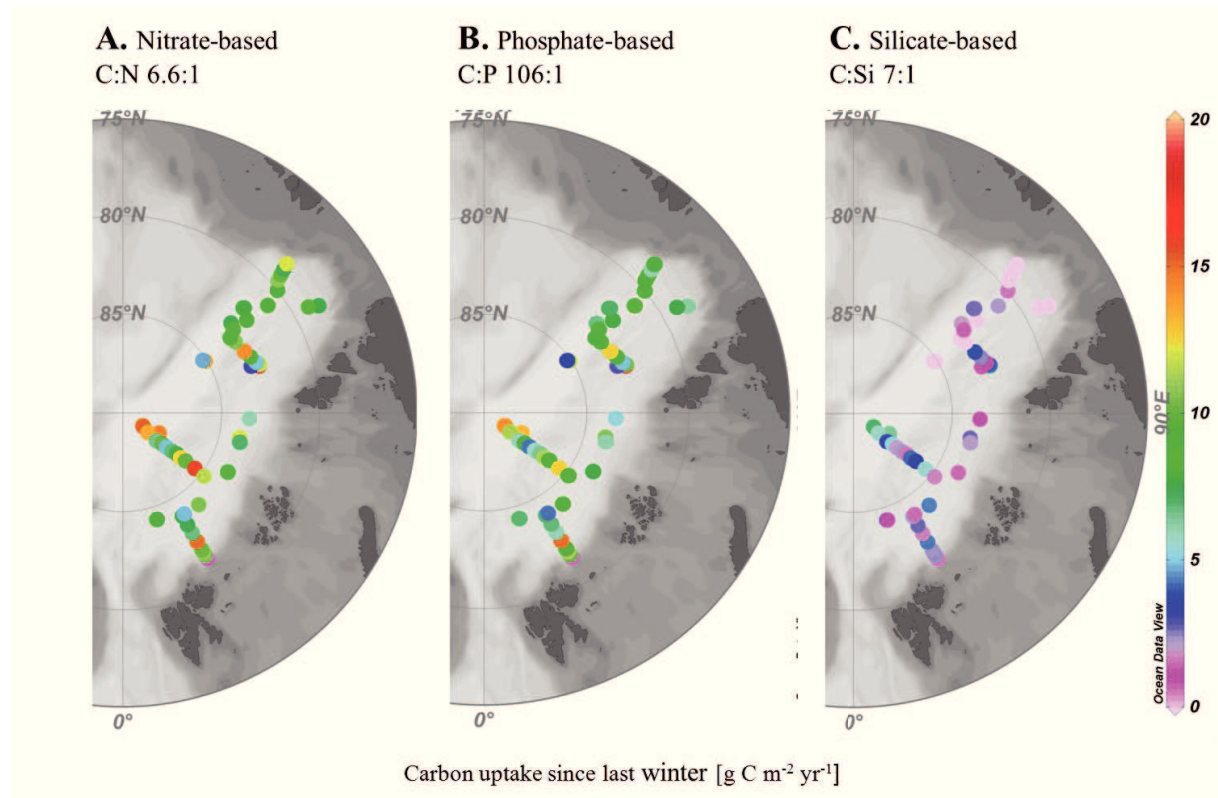 A. Nitrate-based
C:N 6.6:1
B. Phosphate-based
C:P 106:1
C. Silicate-based
C:Si 7:1
75°N
80°N
85°N
0°
75°N
80°N
85°N
0°
75°N
80°N
85°N
90°E
0°
20
15
10
5
0
Ocean Data View
Carbon uptake since last winter [g C m⁻² yr⁻¹]